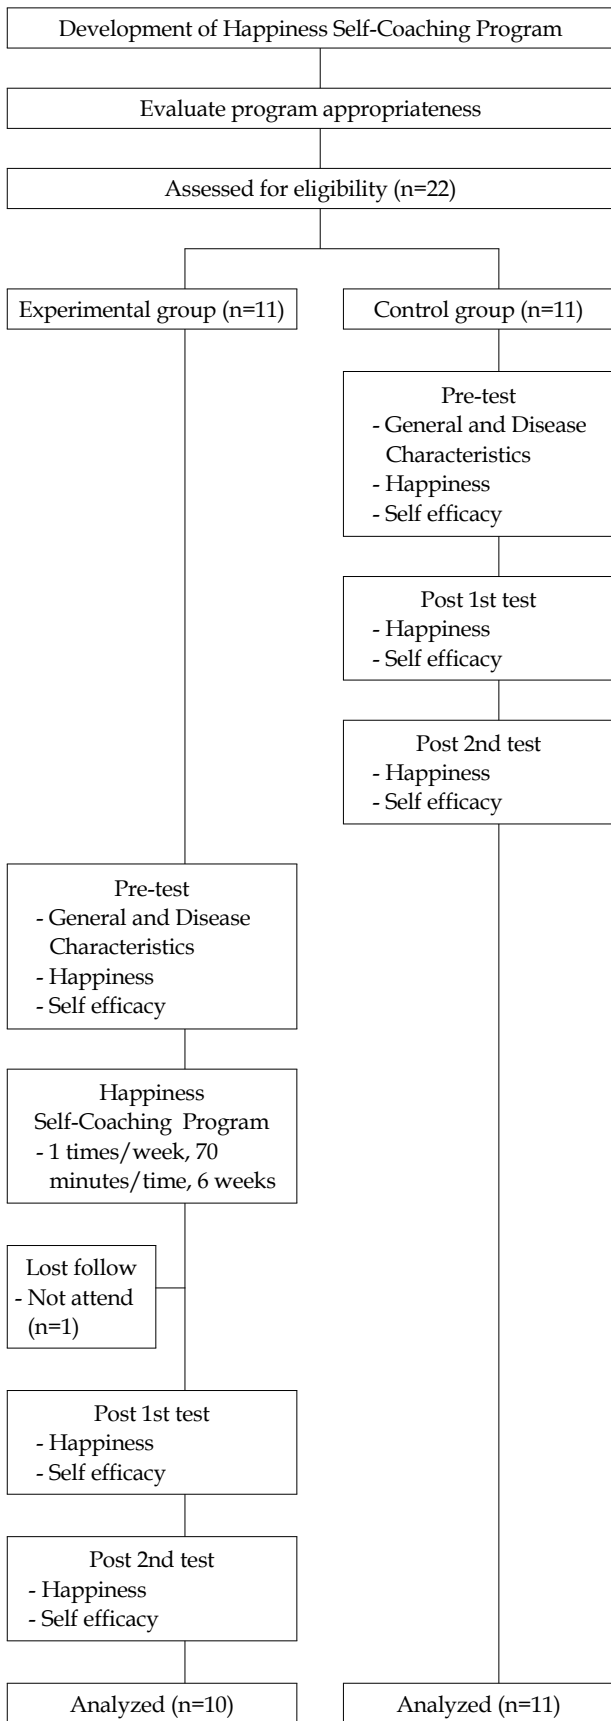 Development of Happiness Self-Coaching Program
Evaluate program appropriateness
Assessed for eligibility (n=22)
Experimental group (n=11)
Control group (n=11)
Pre-test
- General and Disease
Characteristics
- Happiness
- Self efficacy
Post 1st test
- Happiness
- Self efficacy
Post 2nd test
- Happiness
- Self efficacy
Pre-test
- General and Disease
Characteristics
- Happiness
- Self efficacy
Happiness
Self-Coaching Program
- 1 times/week, 70
minutes/time, 6 weeks
Lost follow
- Not attend
(n=1)
Post 1st test
- Happiness
- Self efficacy
Post 2nd test
- Happiness
- Self efficacy
Analyzed (n=10)
Analyzed (n=11)